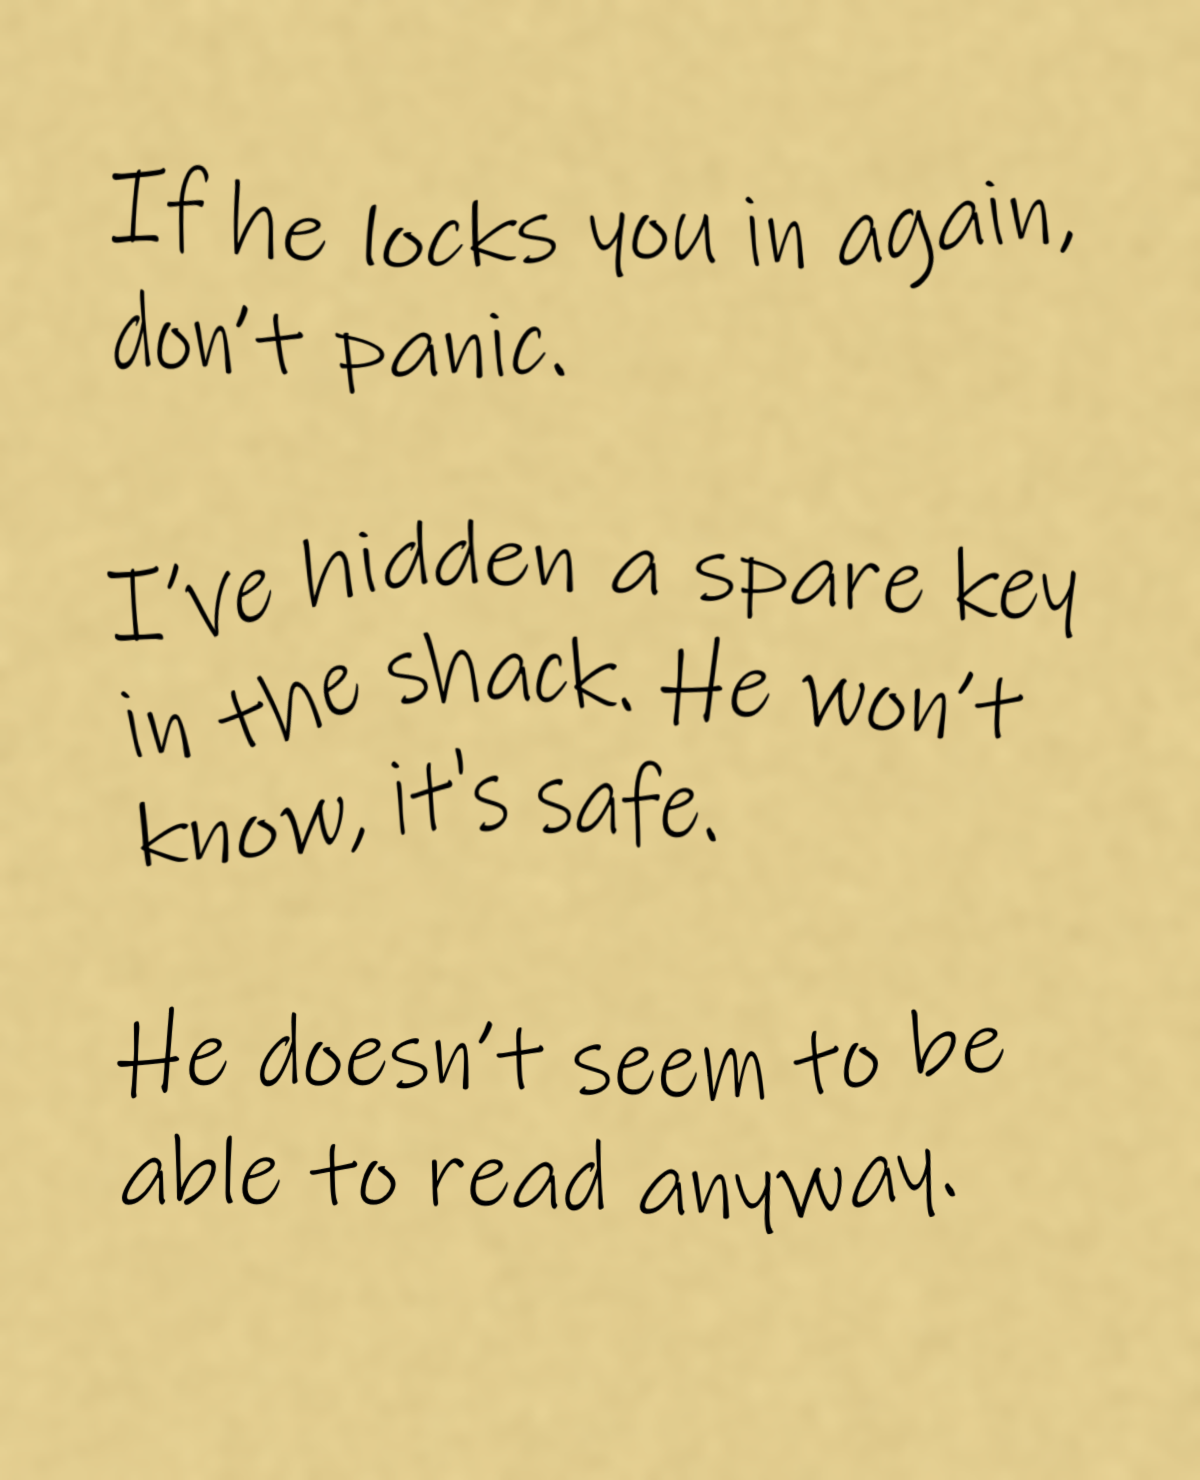 If he locks you in again,
don't panic.
I've hidden a spare key
in the shack. He won't
know, it's safe.
He doesn't seem to be
able to read anyway.